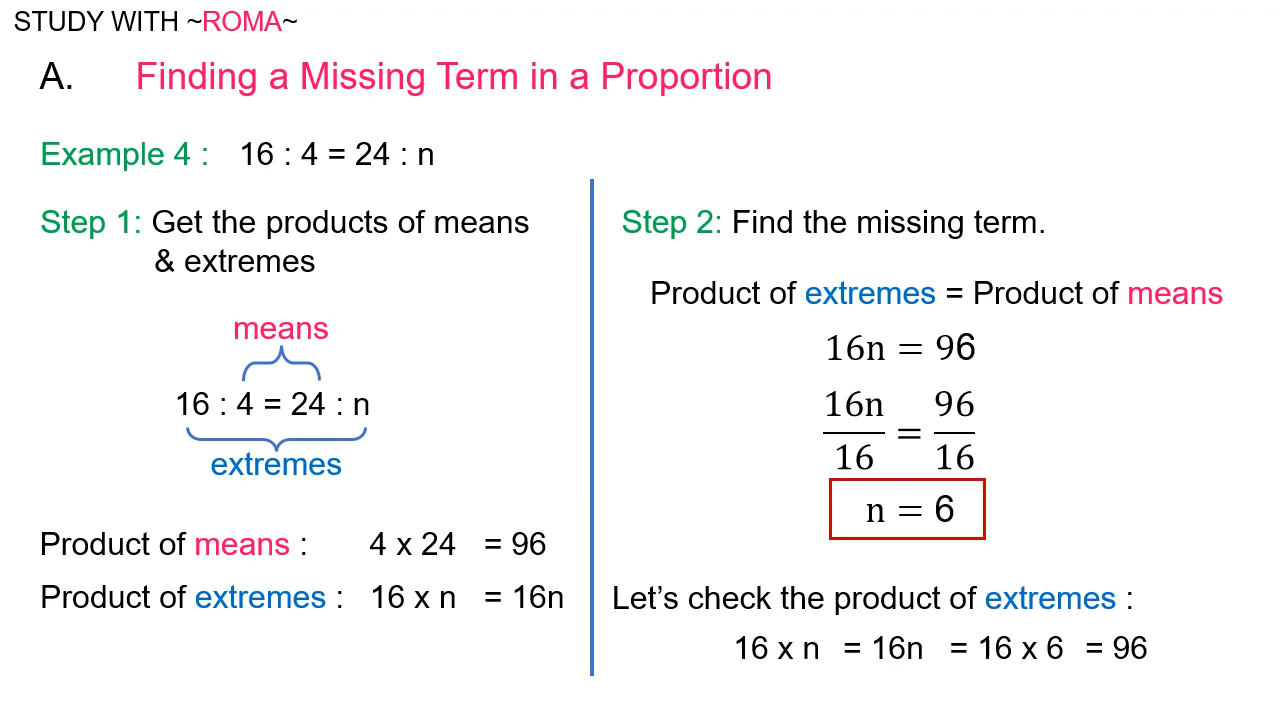 STUDY WITH ~ROMA~
A. Finding a Missing Term in a Proportion
Example 4 : 16 : 4 = 24 : n
Step 1: Get the products of means
& extremes
means
16 : 4 = 24 : n
extremes
Product of means : 4 x 24 = 96
Product of extremes : 16 x n = 16n
Step 2: Find the missing term.
Product of extremes = Product of means
16n = 96
16n/16 = 96/16
n = 6
Let’s check the product of extremes :
16 x n = 16n = 16 x 6 = 96